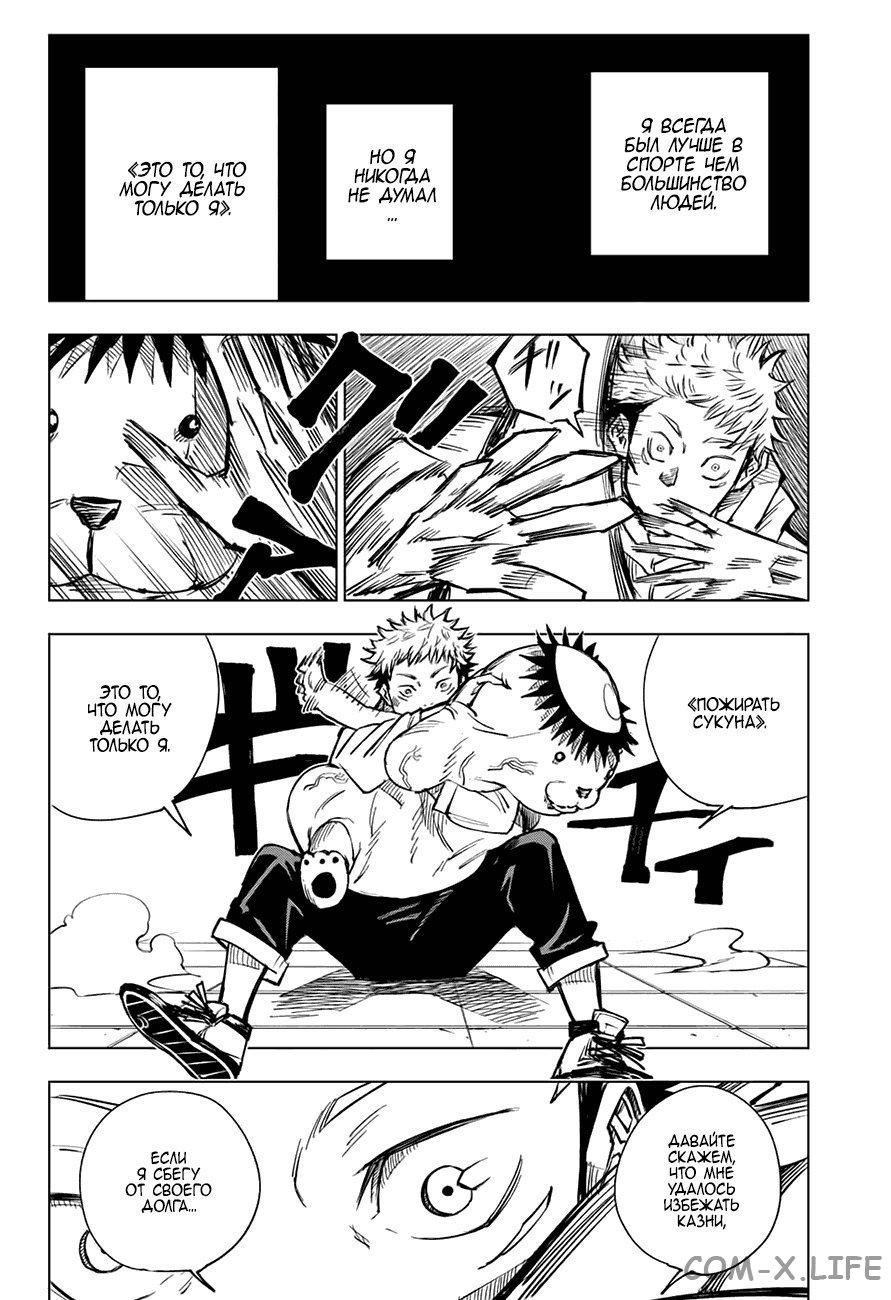 Я ВСЕГДА
БЫЛ ЛУЧШЕ В
СПОРТЕ ЧЕМ
БОЛЬШИНСТВО
ЛЮДЕЙ.
НО Я
НИКОГДА
НЕ ДУМАЛ
...
《ЭТО ТО, ЧТО
МОГУ ДЕЛАТЬ
ТОЛЬКО Я》.
グッ
《ПОЖИРАТЬ
СУКУНА》.
ЭТО ТО,
ЧТО МОГУ
ДЕЛАТЬ
ТОЛЬКО Я.
ДАВАЙТЕ
СКАЖЕМ,
ЧТО МНЕ
УДАЛОСЬ
ИЗБЕЖАТЬ
КАЗНИ,
ЕСЛИ
Я СБЕГУ
ОТ СВОЕГО
ДОЛГА...
COM-X.LIFE